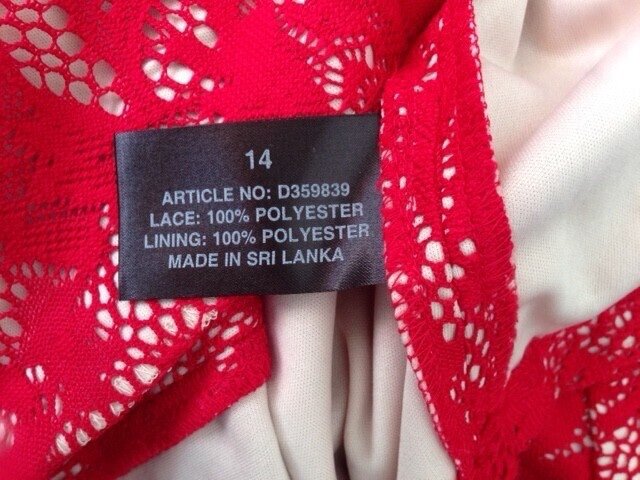 14
ARTICLE NO: D359839
LACE: 100% POLYESTER
LINING: 100% POLYESTER
MADE IN SRI LANKA